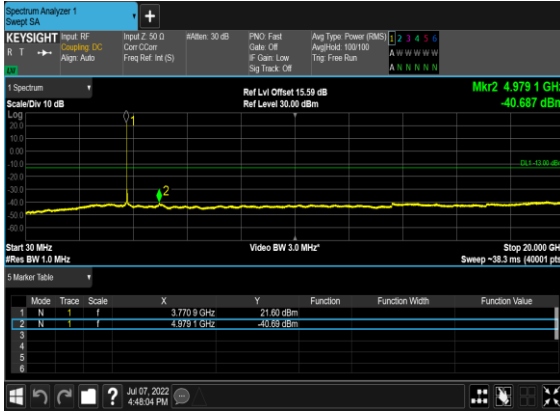 Spectrum Analyzer 1
Swept SA
+
KEYSIGHT Input: RF Input Z: 50 Ω #Atten: 30 dB PNO: Fast Avg Type: Power (RMS) 1 2 3 4 5 6
R T Coupling: DC Corr CCorr Gate: Off Avg|Hold: 100/100 A W W W W W
Align: Auto Freq Ref: Int (S) IF Gain: Low Trig: Free Run
Sig Track: Off A N N N N N
1 Spectrum Ref Lvl Offset 15.59 dB Mkr2 4.979 1 GHz
Scale/Div 10 dB Ref Level 30.00 dBm -40.687 dBm
Log
20.0
10.0
0.00
-10.0
DL1 -13.00 dBm
-20.0
-30.0
-40.0
-50.0
-60.0
1
2
Start 30 MHz Video BW 3.0 MHz* Stop 20.000 GHz
#Res BW 1.0 MHz Sweep ~38.3 ms (40001 pts)
5 Marker Table
Mode Trace Scale X Y Function Function Width Function Value
1 N 1 f 3.770 9 GHz 21.60 dBm
2 N 1 f 4.979 1 GHz -40.69 dBm
3
4
5
6
? Jul 07, 2022
4:48:04 PM